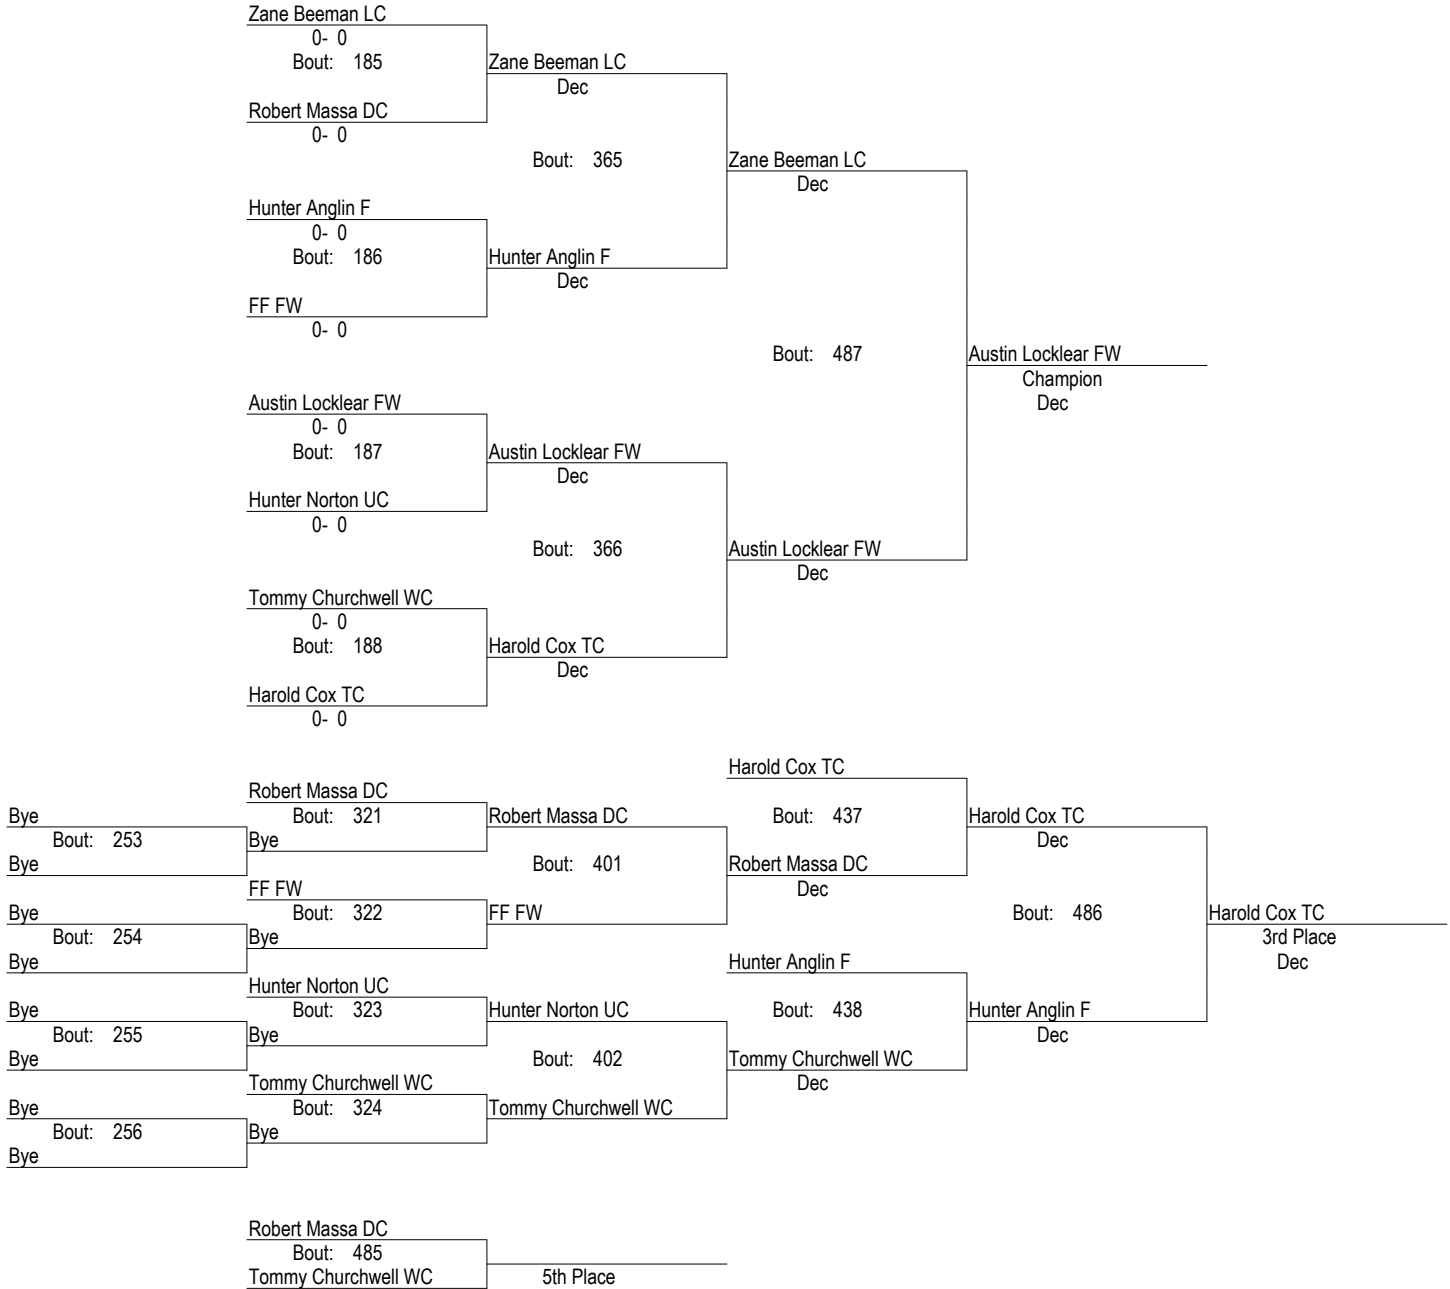 Zane Beeman LC
0- 0
Bout: 185
Zane Beeman LC
Dec
Robert Massa DC
0- 0
Bout: 365
Zane Beeman LC
Dec
Hunter Anglin F
0- 0
Bout: 186
Hunter Anglin F
Dec
FF FW
0- 0
Bout: 487
Austin Locklear FW
Champion
Dec
Austin Locklear FW
0- 0
Bout: 187
Austin Locklear FW
Dec
Hunter Norton UC
0- 0
Bout: 366
Austin Locklear FW
Dec
Tommy Churchwell WC
0- 0
Bout: 188
Harold Cox TC
Dec
Harold Cox TC
0- 0
Harold Cox TC
Robert Massa DC
Bye
Bout: 321
Robert Massa DC
Bout: 437
Harold Cox TC
Bout: 253
Bye
Dec
Bye
Bout: 401
Robert Massa DC
FF FW
Dec
Bye
Bout: 322
FF FW
Bout: 486
Harold Cox TC
Bout: 254
Bye
3rd Place
Bye
Hunter Anglin F
Dec
Hunter Norton UC
Bye
Bout: 323
Hunter Norton UC
Bout: 438
Hunter Anglin F
Bout: 255
Bye
Dec
Bye
Bout: 402
Tommy Churchwell WC
Tommy Churchwell WC
Dec
Bye
Bout: 324
Tommy Churchwell WC
Bout: 256
Bye
Bye
Robert Massa DC
Bout: 485
Tommy Churchwell WC
5th Place